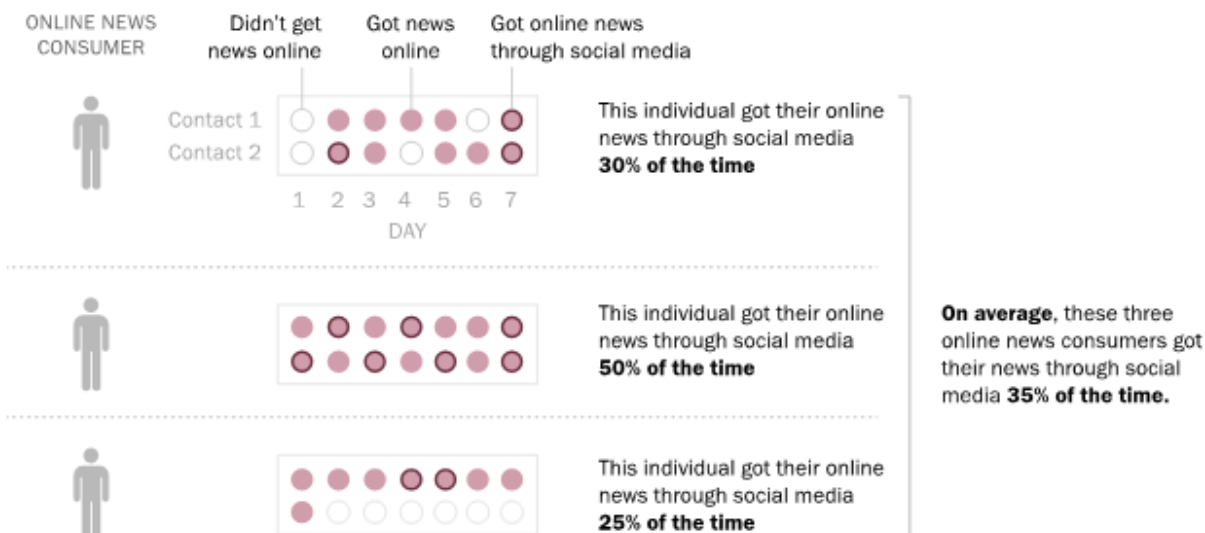 ONLINE NEWS
CONSUMER
Didn't get
news online
Got news
online
Got online news
through social media
Contact 1
Contact 2
1 2 3 4 5 6 7
DAY
This individual got their online
news through social media
30% of the time
This individual got their online
news through social media
50% of the time
On average, these three
online news consumers got
their news through social
media 35% of the time.
This individual got their online
news through social media
25% of the time